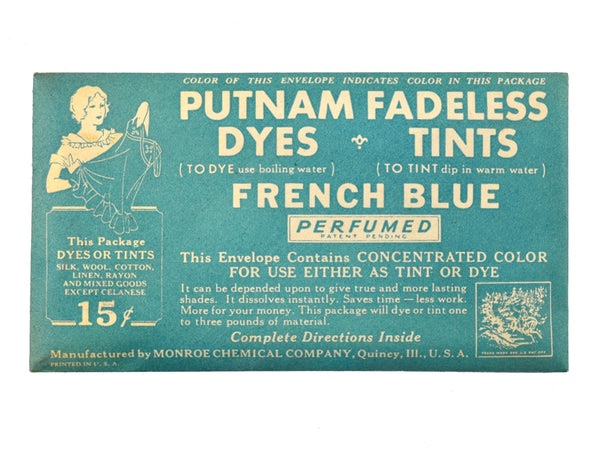 COLOR OF THIS ENVELOPE INDICATES COLOR IN THIS PACKAGE
PUTNAM FADELESS
DYES · TINTS
(TO DYE use boiling water) (TO TINT dip in warm water)
FRENCH BLUE
PERFUMED
PATENT PENDING
This Envelope Contains CONCENTRATED COLOR
FOR USE EITHER AS TINT OR DYE
It can be depended upon to give true and more lasting
shades. It dissolves instantly. Saves time — less work.
More for your money. This package will dye or tint one
to three pounds of material.
Complete Directions Inside
This Package
DYES OR TINTS
SILK, WOOL, COTTON,
LINEN, RAYON
AND MIXED GOODS
EXCEPT CELANESE
15¢
TRADE MARK REG. U.S. PAT. OFF.
Manufactured by MONROE CHEMICAL COMPANY, Quincy, Ill., U. S. A.
PRINTED IN U. S. A.